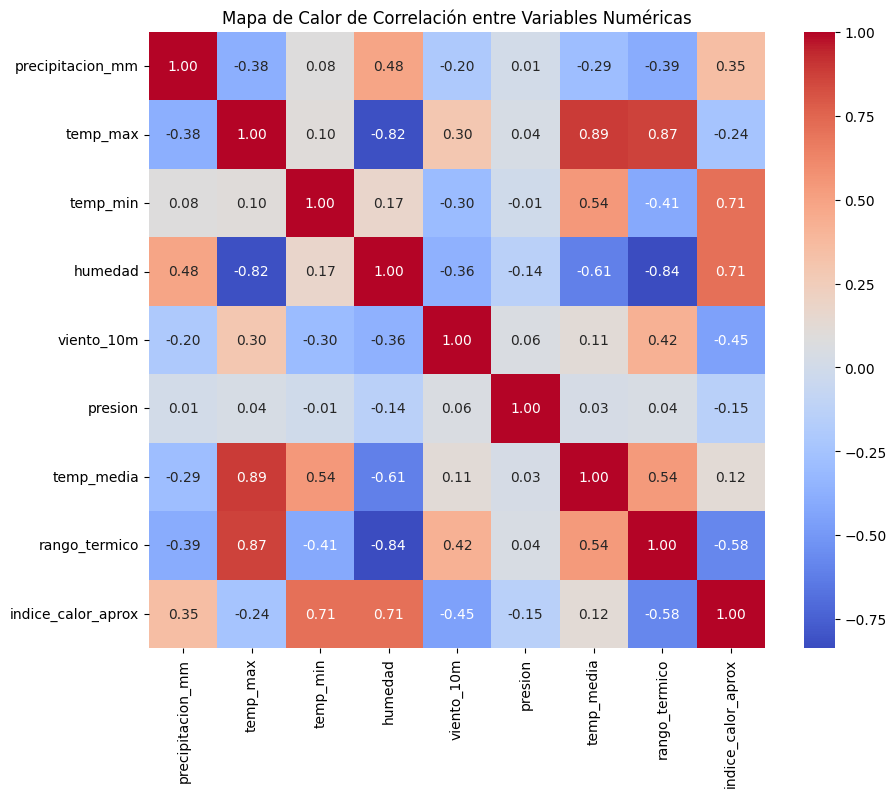 Mapa de Calor de Correlación entre Variables Numéricas
precipitacion_mm 1.00 -0.38 0.08 0.48 -0.20 0.01 -0.29 -0.39 0.35
temp_max -0.38 1.00 0.10 -0.82 0.30 0.04 0.89 0.87 -0.24
temp_min 0.08 0.10 1.00 0.17 -0.30 -0.01 0.54 -0.41 0.71
humedad 0.48 -0.82 0.17 1.00 -0.36 -0.14 -0.61 -0.84 0.71
viento_10m -0.20 0.30 -0.30 -0.36 1.00 0.06 0.11 0.42 -0.45
presion 0.01 0.04 -0.01 -0.14 0.06 1.00 0.03 0.04 -0.15
temp_media -0.29 0.89 0.54 -0.61 0.11 0.03 1.00 0.54 0.12
rango_termico -0.39 0.87 -0.41 -0.84 0.42 0.04 0.54 1.00 -0.58
indice_calor_aprox 0.35 -0.24 0.71 0.71 -0.45 -0.15 0.12 -0.58 1.00
precipitacion_mm
temp_max
temp_min
humedad
viento_10m
presion
temp_media
rango_termico
indice_calor_aprox
1.00
0.75
0.50
0.25
0.00
−0.25
−0.50
−0.75